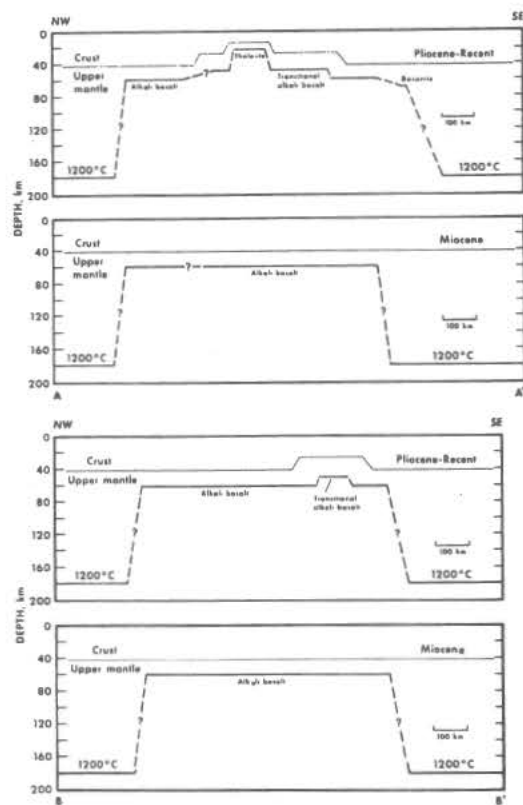 NW SE
0
Crust Pliocene-Recent
40
Upper mantle Tholeiite Transitional alkali basalt Basanite
Alkali basalt
?
80
100 km
120
? ?
160
1200°C 1200°C
200
DEPTH, km
0
Crust Miocene
40
Upper mantle
?
Alkali basalt
80
100 km
120
? ?
160
1200°C 1200°C
200
A A'
NW SE
0
Crust Pliocene-Recent
40
Upper mantle
Alkali basalt Transitional alkali basalt
80
100 km
120
? ?
160
1200°C 1200°C
200
DEPTH, km
0
Crust Miocene
40
Upper mantle
Alkali basalt
80
100 km
120
? ?
160
1200°C 1200°C
200
B B'